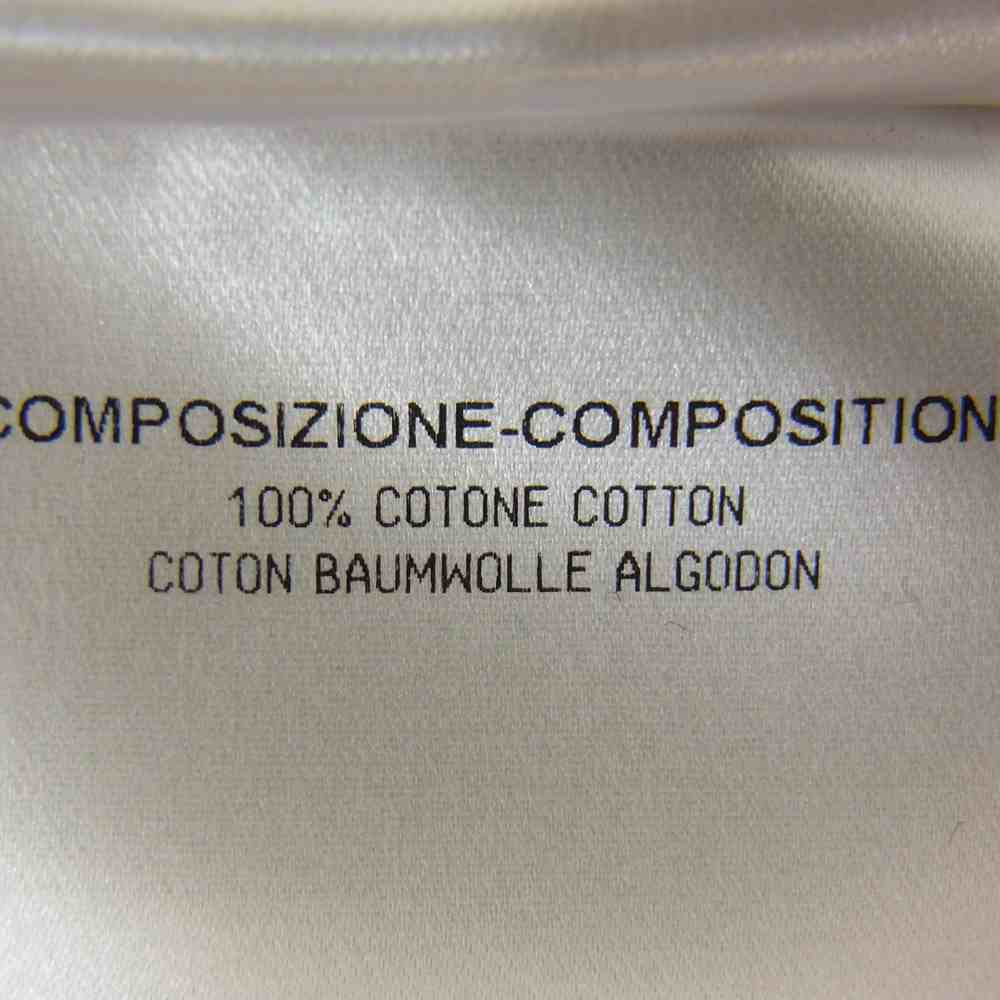 COMPOSIZIONE-COMPOSITION
100% COTONE COTTON
COTON BAUMWOLLE ALGODON